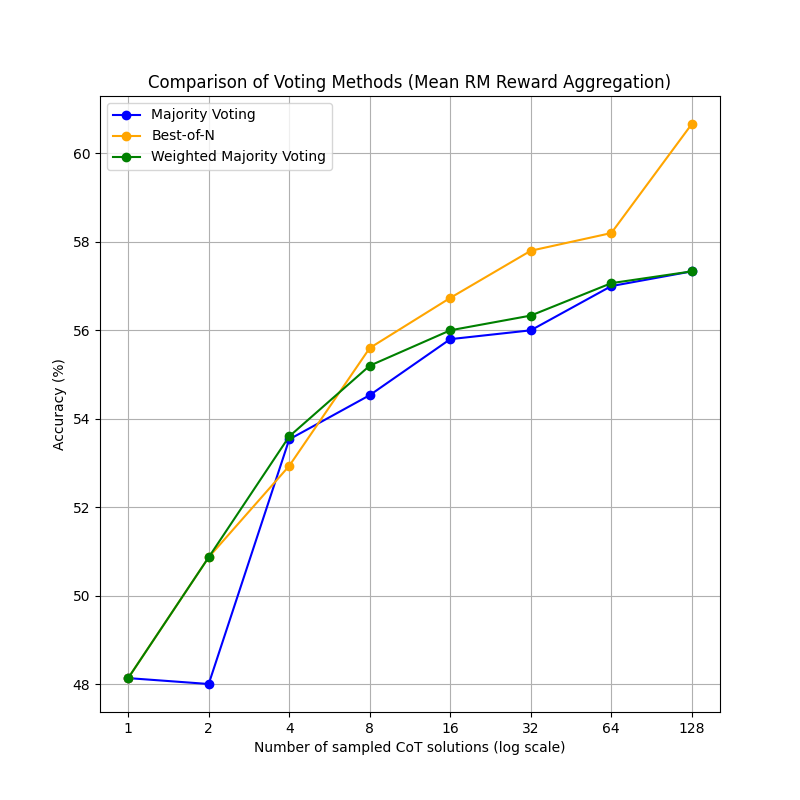 Comparison of Voting Methods (Mean RM Reward Aggregation)
Majority Voting
Best-of-N
Weighted Majority Voting
Accuracy (%)
60
58
56
54
52
50
48
1 2 4 8 16 32 64 128
Number of sampled CoT solutions (log scale)